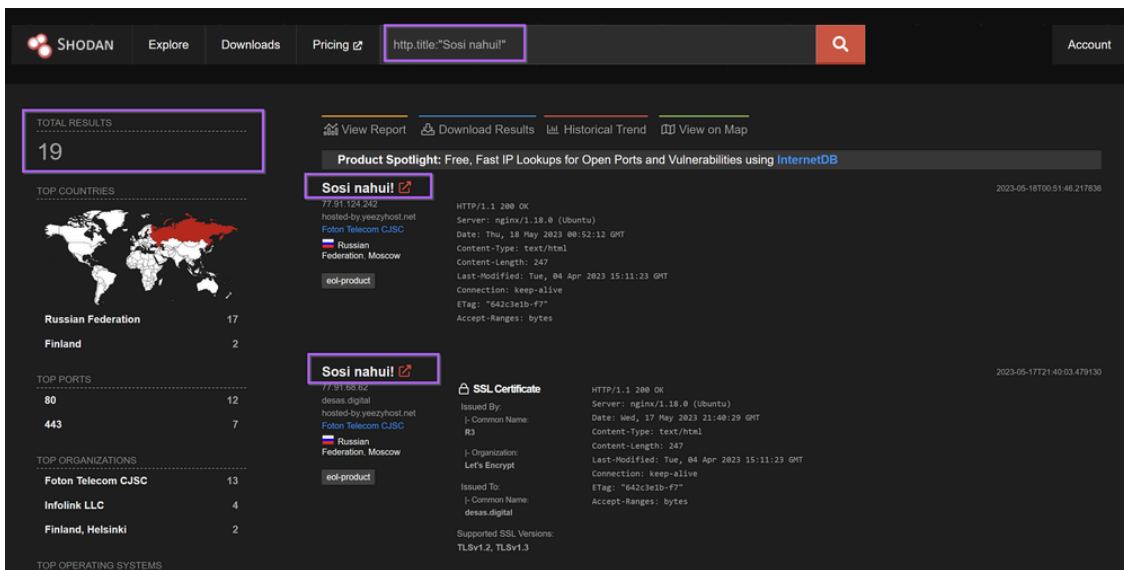 SHODAN Explore Downloads Pricing http.title:"Sosi nahui!" Account
TOTAL RESULTS
19
TOP COUNTRIES
Russian Federation 17
Finland 2
TOP PORTS
80 12
443 7
TOP ORGANIZATIONS
Foton Telecom CJSC 13
Infolink LLC 4
Finland, Helsinki 2
TOP OPERATING SYSTEMS
View Report Download Results Historical Trend View on Map
Product Spotlight: Free, Fast IP Lookups for Open Ports and Vulnerabilities using InternetDB
Sosi nahui! 2023-05-18T00:51:46.217836
77.91.124.242
hosted-by.yeezyhost.net
Foton Telecom CJSC
Russian
Federation, Moscow
eol-product
HTTP/1.1 200 OK
Server: nginx/1.18.0 (Ubuntu)
Date: Thu, 18 May 2023 00:52:12 GMT
Content-Type: text/html
Content-Length: 247
Last-Modified: Tue, 04 Apr 2023 15:11:23 GMT
Connection: keep-alive
ETag: "642c3e1b-f7"
Accept-Ranges: bytes
Sosi nahui! 2023-05-17T21:40:03.479130
77.91.68.62
desas.digital
hosted-by.yeezyhost.net
Foton Telecom CJSC
Russian
Federation, Moscow
eol-product
SSL Certificate
Issued By:
|- Common Name:
R3
|- Organization:
Let's Encrypt
Issued To:
|- Common Name:
desas.digital
Supported SSL Versions:
TLSv1.2, TLSv1.3
HTTP/1.1 200 OK
Server: nginx/1.18.0 (Ubuntu)
Date: Wed, 17 May 2023 21:40:29 GMT
Content-Type: text/html
Content-Length: 247
Last-Modified: Tue, 04 Apr 2023 15:11:23 GMT
Connection: keep-alive
ETag: "642c3e1b-f7"
Accept-Ranges: bytes